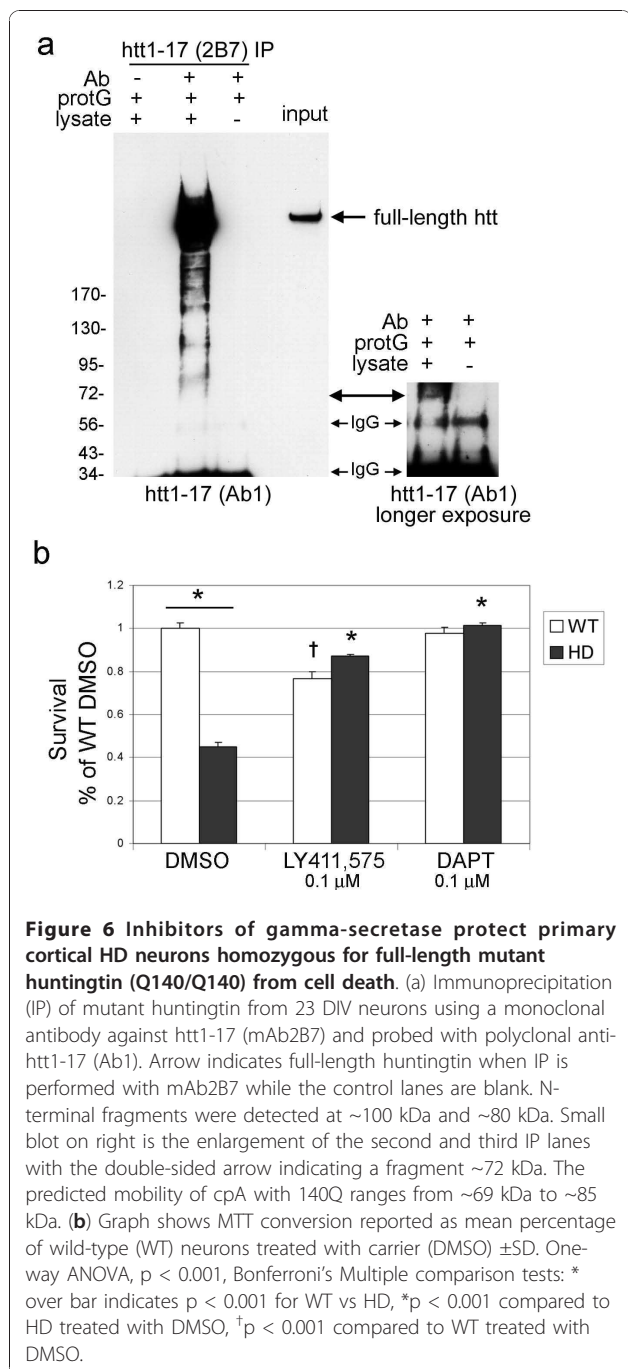 a
htt1-17 (2B7) IP
Ab - + +
protG + + + input
lysate + + -
full-length htt
170-
130-
95-
72-
56-
43-
34-
Ab + +
protG + +
lysate + -
IgG
IgG
htt1-17 (Ab1)
htt1-17 (Ab1)
longer exposure
b
1.2
1
0.8
0.6
0.4
0.2
0
Survival
% of WT DMSO
*
†
*
*
WT
HD
DMSO LY411,575 DAPT
0.1 µM 0.1 µM
Figure 6 Inhibitors of gamma-secretase protect primary
cortical HD neurons homozygous for full-length mutant
huntingtin (Q140/Q140) from cell death. (a) Immunoprecipitation
(IP) of mutant huntingtin from 23 DIV neurons using a monoclonal
antibody against htt1-17 (mAb2B7) and probed with polyclonal anti-
htt1-17 (Ab1). Arrow indicates full-length huntingtin when IP is
performed with mAb2B7 while the control lanes are blank. N-
terminal fragments were detected at ~100 kDa and ~80 kDa. Small
blot on right is the enlargement of the second and third IP lanes
with the double-sided arrow indicating a fragment ~72 kDa. The
predicted mobility of cpA with 140Q ranges from ~69 kDa to ~85
kDa. (b) Graph shows MTT conversion reported as mean percentage
of wild-type (WT) neurons treated with carrier (DMSO) ±SD. One-
way ANOVA, p < 0.001, Bonferroni's Multiple comparison tests: *
over bar indicates p < 0.001 for WT vs HD, *p < 0.001 compared to
HD treated with DMSO, †p < 0.001 compared to WT treated with
DMSO.